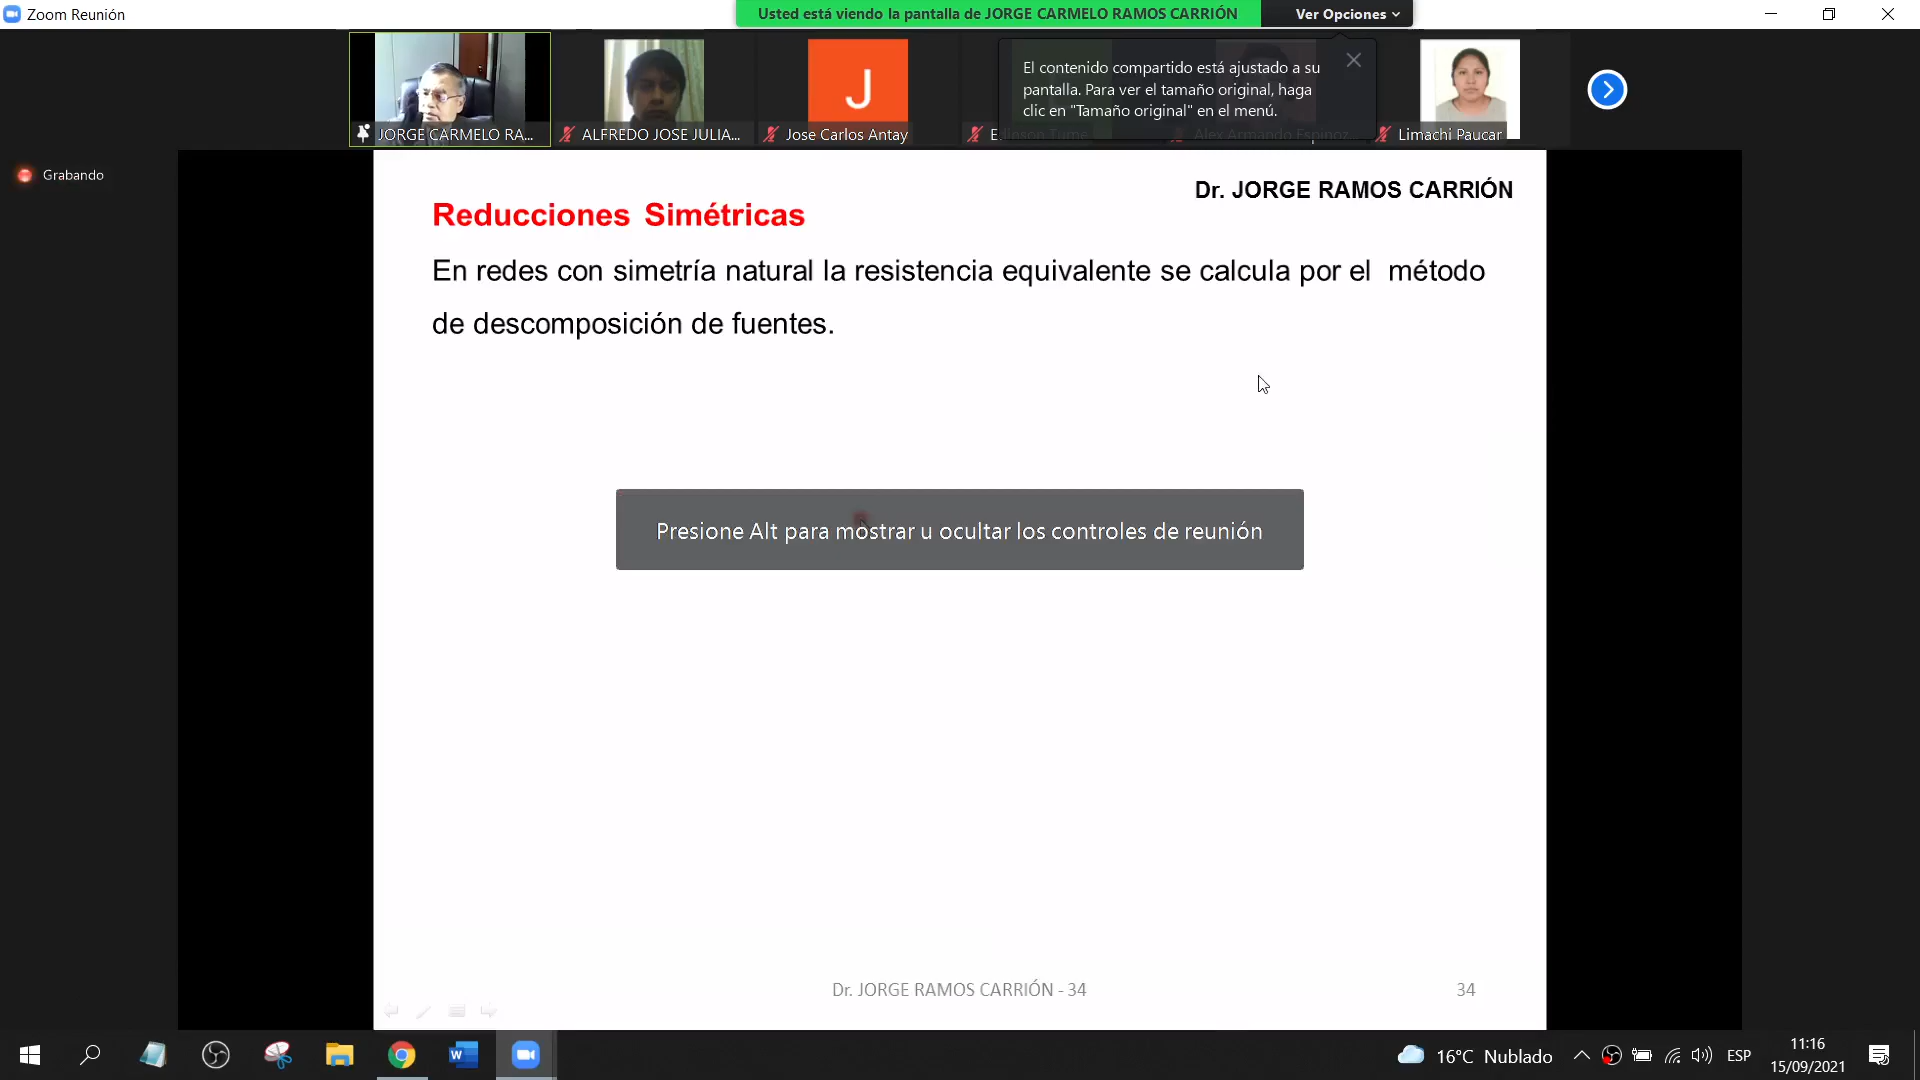 Zoom Reunión
Usted está viendo la pantalla de JORGE CARMELO RAMOS CARRIÓN
Ver Opciones
El contenido compartido está ajustado a su
pantalla. Para ver el tamaño original, haga
clic en "Tamaño original" en el menú.
J
JORGE CARMELO RA...
ALFREDO JOSE JULIA...
Jose Carlos Antay
Alex Armando Espinoz...
Limachi Paucar
Grabando
Dr. JORGE RAMOS CARRIÓN
Reducciones Simétricas
En redes con simetría natural la resistencia equivalente se calcula por el método
de descomposición de fuentes.
Presione Alt para mostrar u ocultar los controles de reunión
Dr. JORGE RAMOS CARRIÓN - 34
34
16°C Nublado
ESP
11:16
15/09/2021